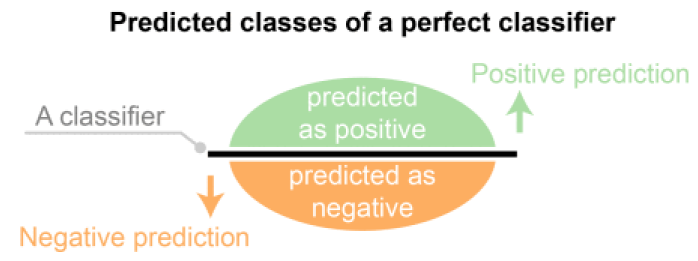 Predicted classes of a perfect classifier
Positive prediction
predicted
as positive
A classifier
predicted as
negative
Negative prediction